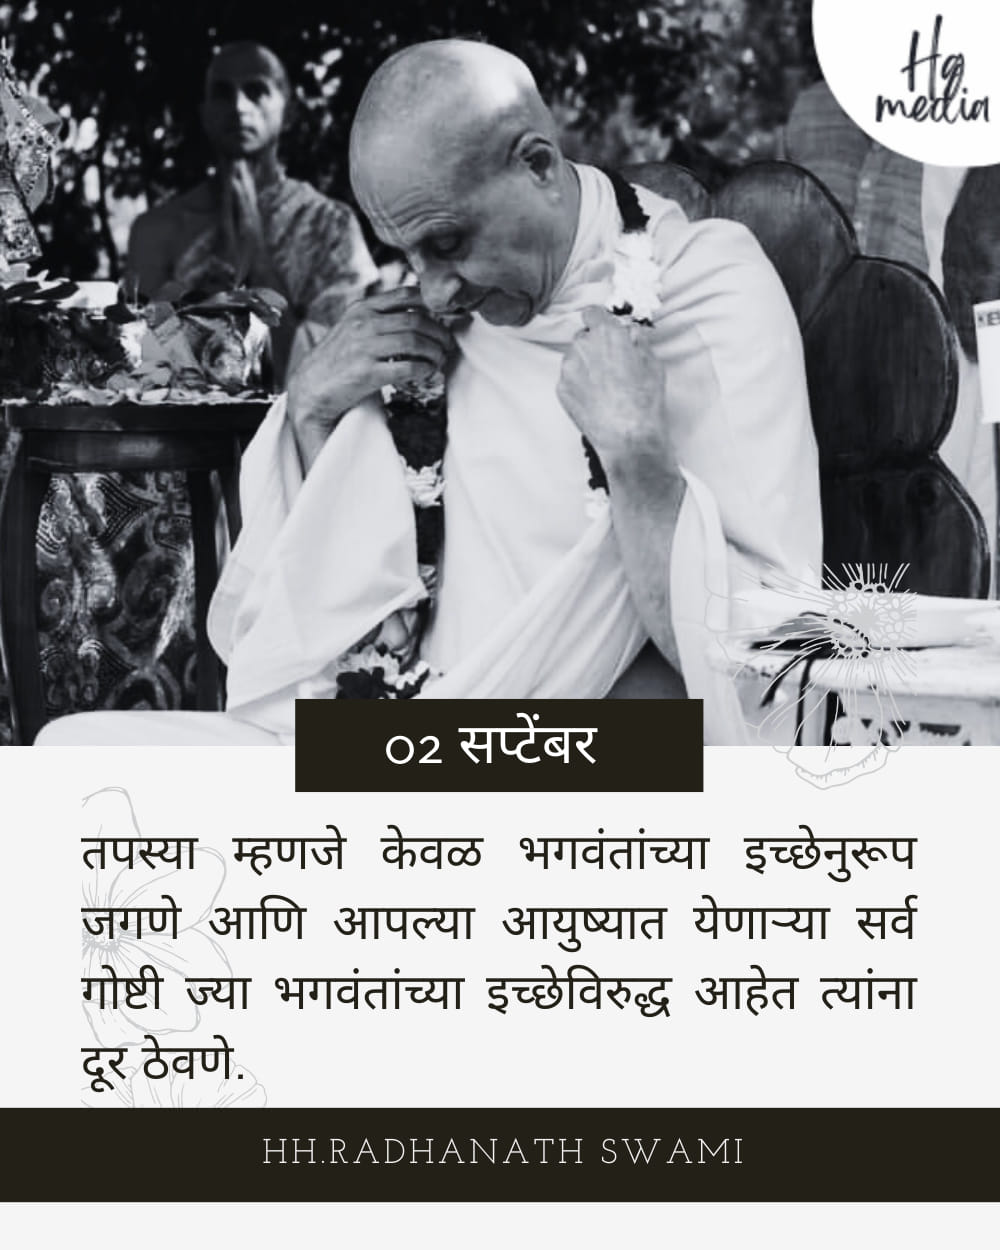 Hg
media
02 सप्टेंबर
तपस्या म्हणजे केवळ भगवंतांच्या इच्छेनुरूप
जगणे आणि आपल्या आयुष्यात येणाऱ्या सर्व
गोष्टी ज्या भगवंतांच्या इच्छेविरुद्ध आहेत त्यांना
दूर ठेवणे.
HH.RADHANATH SWAMI